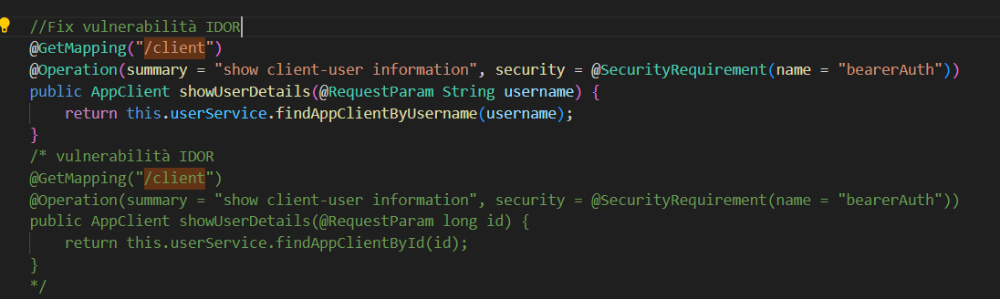 //Fix vulnerabilità IDOR
@GetMapping("/client")
@Operation(summary = "show client-user information", security = @SecurityRequirement(name = "bearerAuth"))
public AppClient showUserDetails(@RequestParam String username) {
    return this.userService.findAppClientByUsername(username);
}
/* vulnerabilità IDOR
@GetMapping("/client")
@Operation(summary = "show client-user information", security = @SecurityRequirement(name = "bearerAuth"))
public AppClient showUserDetails(@RequestParam long id) {
    return this.userService.findAppClientById(id);
}
*/